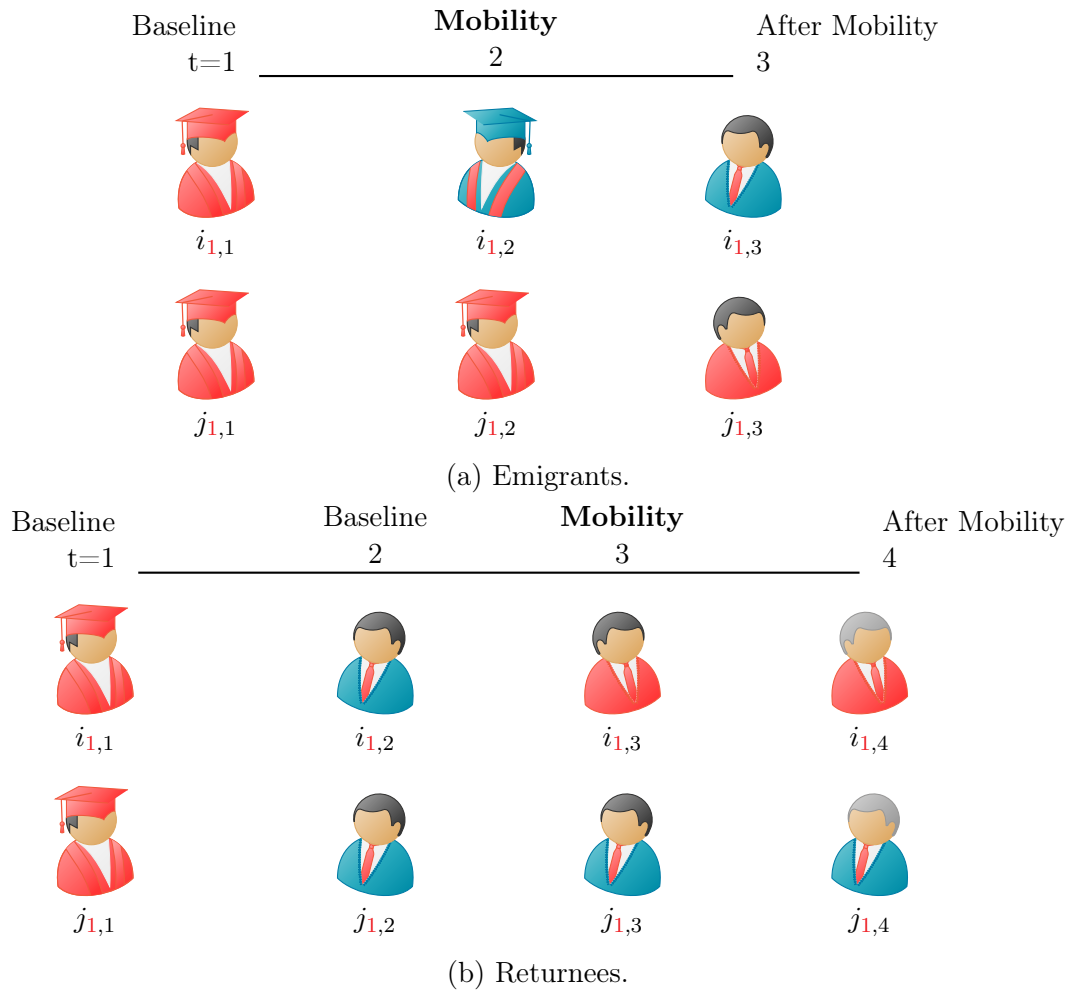 Baseline Mobility After Mobility
t=1 2 3
i1,1 i1,2 i1,3
j1,1 j1,2 j1,3
(a) Emigrants.
Baseline Baseline Mobility After Mobility
t=1 2 3 4
i1,1 i1,2 i1,3 i1,4
j1,1 j1,2 j1,3 j1,4
(b) Returnees.